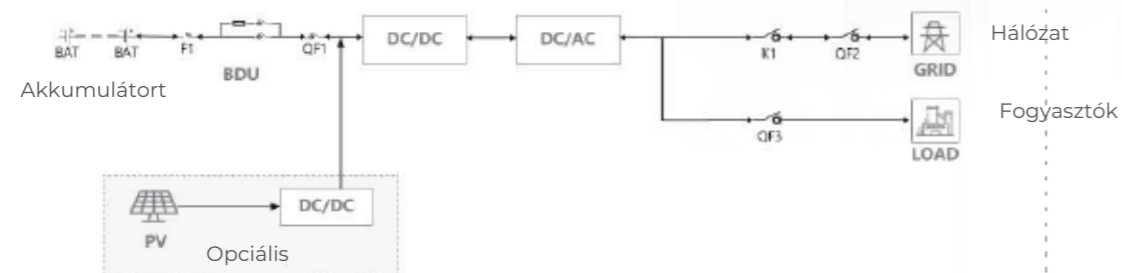 DC/DC
DC/AC
BAT
BAT
F1
QF1
K1
QF2
Hálózat
BDU
GRID
Akkumulátort
Fogyasztók
QF3
LOAD
DC/DC
PV
Opciális